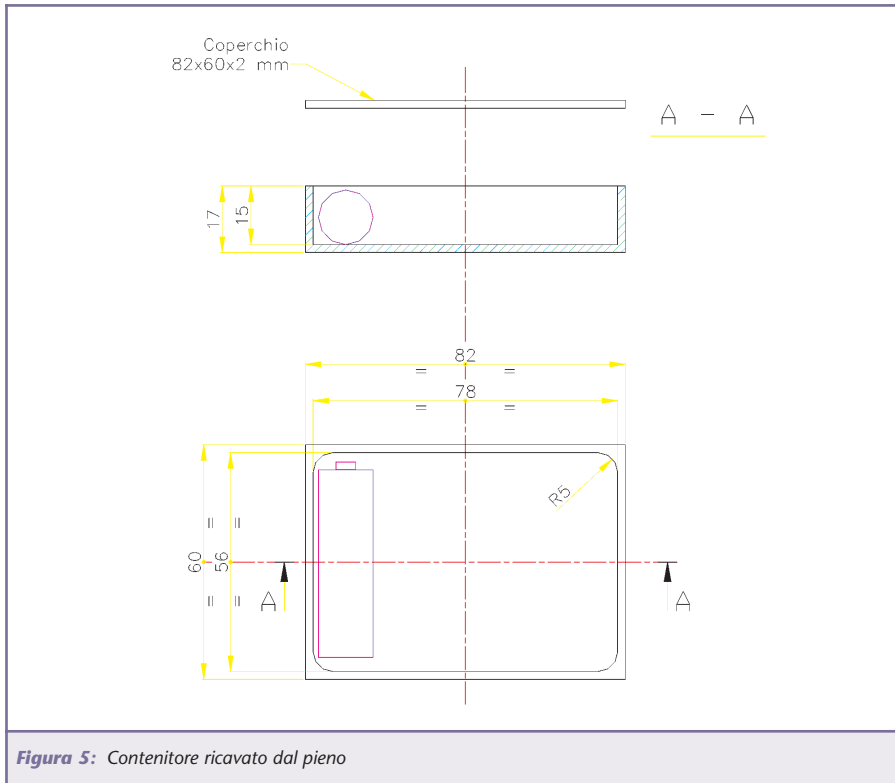 Coperchio
82x60x2 mm
A - A
17
15
82
= =
78
= =
R5
60
= =
56
= =
A
A
Figura 5: Contenitore ricavato dal pieno